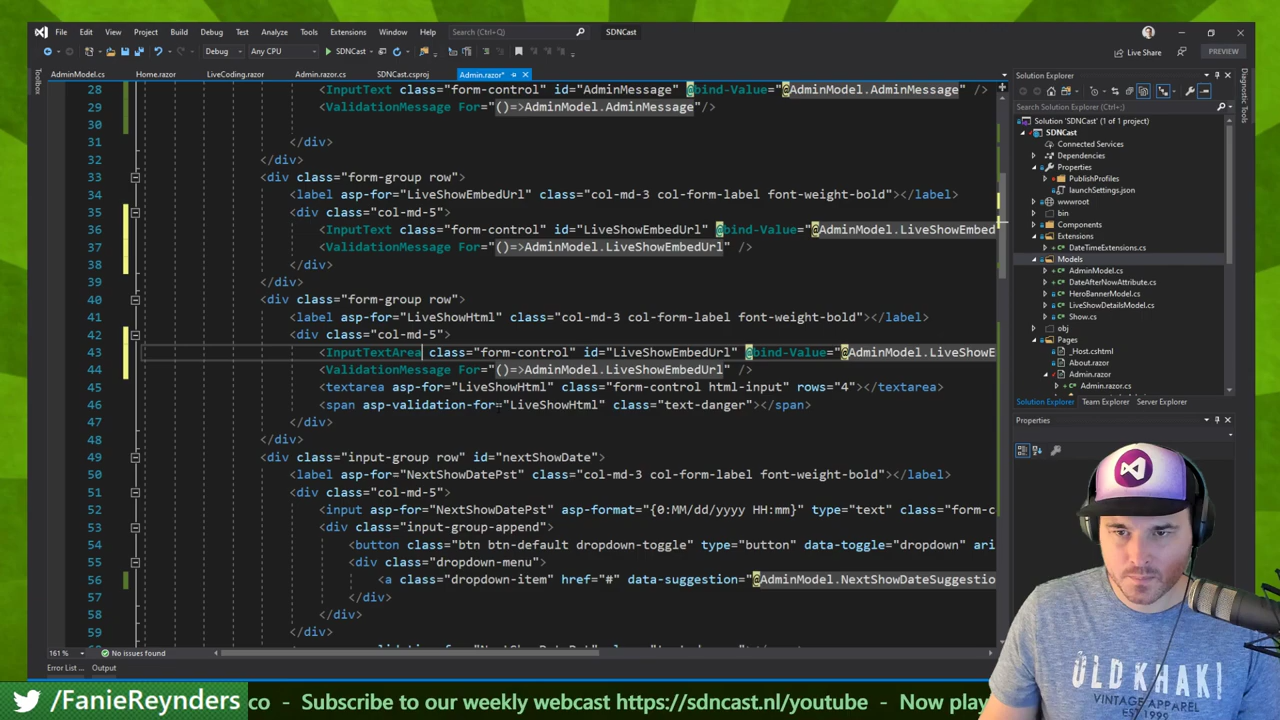 File Edit View Project Build Debug Test Analyze Tools Extensions Window Help Search (Ctrl+Q) SDNCast
Debug Any CPU SDNCast Live Share PREVIEW
AdminModel.cs Home.razor LiveCoding.razor Admin.razor.cs SDNCast.csproj Admin.razor*
Toolbox
28 <InputText class="form-control" id="AdminMessage" @bind-Value="@AdminModel.AdminMessage" />
29 <ValidationMessage For="()=>AdminModel.AdminMessage"/>
30
31 </div>
32 </div>
33 <div class="form-group row">
34 <label asp-for="LiveShowEmbedUrl" class="col-md-3 col-form-label font-weight-bold"></label>
35 <div class="col-md-5">
36 <InputText class="form-control" id="LiveShowEmbedUrl" @bind-Value="@AdminModel.LiveShowEmbed
37 <ValidationMessage For="()=>AdminModel.LiveShowEmbedUrl" />
38 </div>
39 </div>
40 <div class="form-group row">
41 <label asp-for="LiveShowHtml" class="col-md-3 col-form-label font-weight-bold"></label>
42 <div class="col-md-5">
43 <InputTextArea class="form-control" id="LiveShowEmbedUrl" @bind-Value="@AdminModel.LiveShowE
44 <ValidationMessage For="()=>AdminModel.LiveShowEmbedUrl" />
45 <textarea asp-for="LiveShowHtml" class="form-control html-input" rows="4"></textarea>
46 <span asp-validation-for="LiveShowHtml" class="text-danger"></span>
47 </div>
48 </div>
49 <div class="input-group row" id="nextShowDate">
50 <label asp-for="NextShowDatePst" class="col-md-3 col-form-label font-weight-bold"></label>
51 <div class="col-md-5">
52 <input asp-for="NextShowDatePst" asp-format="{0:MM/dd/yyyy HH:mm}" type="text" class="form-c
53 <div class="input-group-append">
54 <button class="btn btn-default dropdown-toggle" type="button" data-toggle="dropdown" ari
55 <div class="dropdown-menu">
56 <a class="dropdown-item" href="#" data-suggestion="@AdminModel.NextShowDateSuggestio
57 </div>
58 </div>
59 </div>
161 % No issues found
Error List ... Output
Solution Explorer
Search Solution Explorer (Ctrl+;)
Solution 'SDNCast' (1 of 1 project)
SDNCast
Connected Services
Dependencies
Properties
PublishProfiles
launchSettings.json
wwwroot
bin
Components
Extensions
DateTimeExtensions.cs
Models
AdminModel.cs
DateAfterNowAttribute.cs
HeroBannerModel.cs
LiveShowDetailsModel.cs
Show.cs
obj
Pages
_Host.cshtml
About.razor
Admin.razor
Admin.razor.cs
Solution Explorer Team Explorer Server Explorer
Properties
Diagnostic Tools
OLD KHAKI
VINTAGE APPAREL
EST 1999
/FanieReynders co • Subscribe to our weekly webcast https://sdncast.nl/youtube • Now play